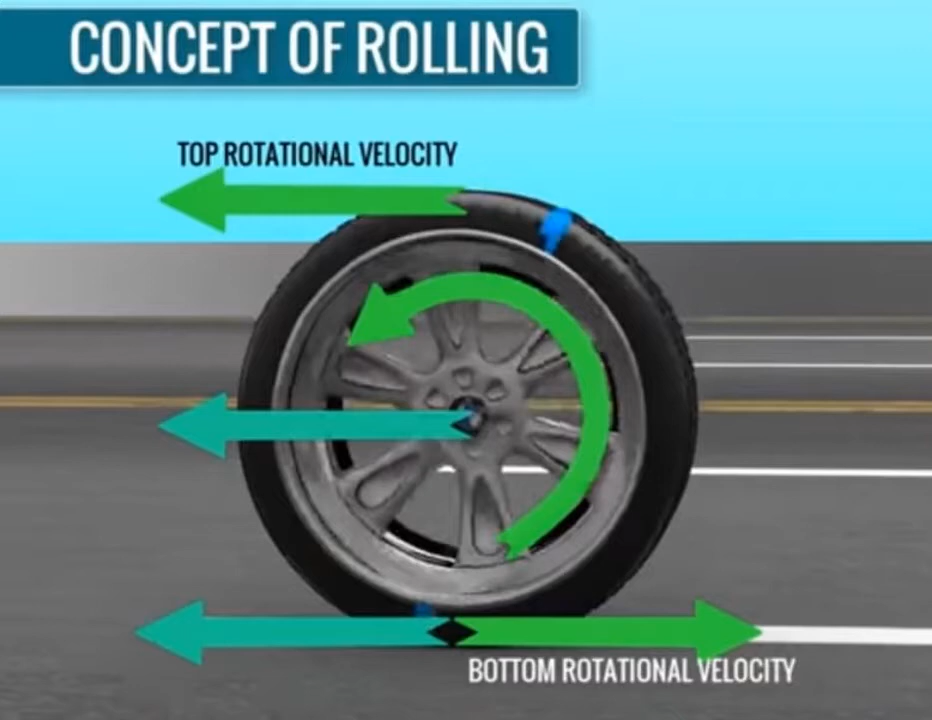 CONCEPT OF ROLLING
TOP ROTATIONAL VELOCITY
BOTTOM ROTATIONAL VELOCITY